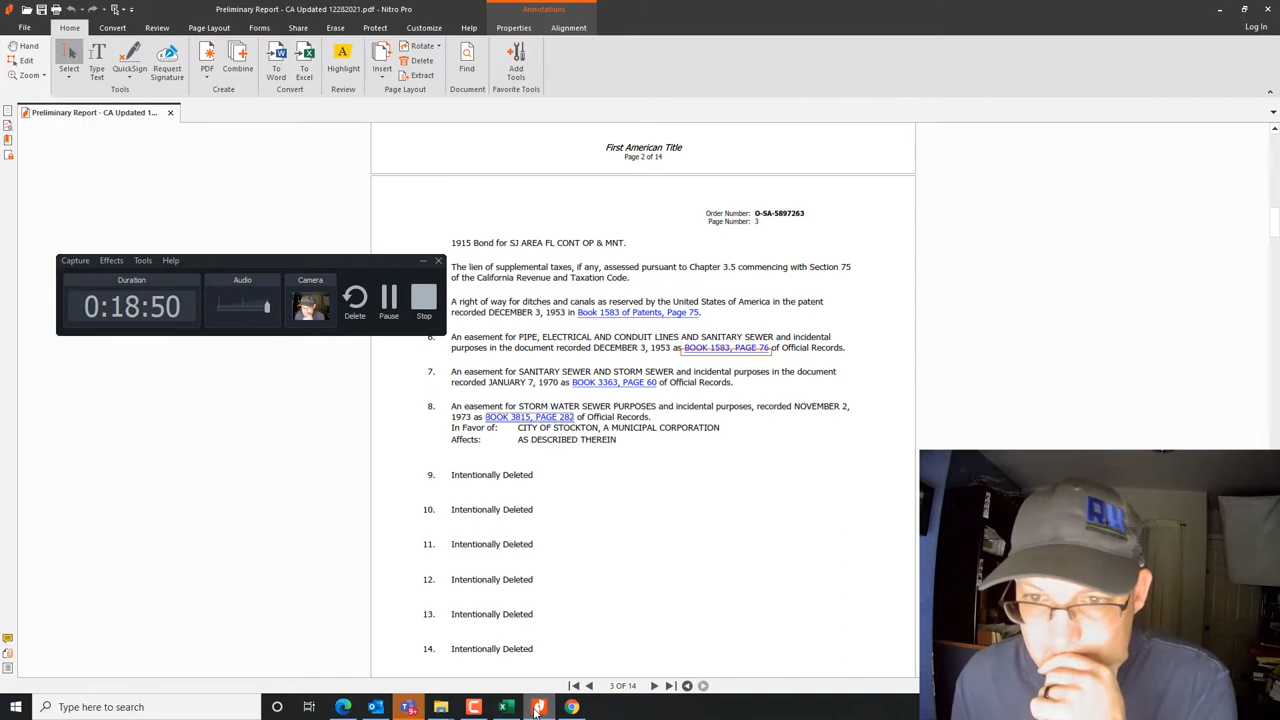 Preliminary Report - CA Updated 12282021.pdf - Nitro Pro
Annotations
File
Home
Convert
Review
Page Layout
Forms
Share
Erase
Protect
Customize
Help
Properties
Alignment
Log In
Hand
Edit
Zoom
Select
Type
Text
QuickSign
Request
Signature
PDF
Combine
To
Word
To
Excel
Highlight
Insert
Rotate
Delete
Extract
Find
Add
Tools
Tools
Create
Convert
Review
Page Layout
Document
Favorite Tools
Preliminary Report - CA Updated 1...
First American Title
Page 2 of 14
Order Number: O-SA-5897263
Page Number: 3
1915 Bond for SJ AREA FL CONT OP & MNT.
The lien of supplemental taxes, if any, assessed pursuant to Chapter 3.5 commencing with Section 75
of the California Revenue and Taxation Code.
A right of way for ditches and canals as reserved by the United States of America in the patent
recorded DECEMBER 3, 1953 in Book 1583 of Patents, Page 75.
An easement for PIPE, ELECTRICAL AND CONDUIT LINES AND SANITARY SEWER and incidental
purposes in the document recorded DECEMBER 3, 1953 as BOOK 1583, PAGE 76 of Official Records.
7. An easement for SANITARY SEWER AND STORM SEWER and incidental purposes in the document
recorded JANUARY 7, 1970 as BOOK 3363, PAGE 60 of Official Records.
8. An easement for STORM WATER SEWER PURPOSES and incidental purposes, recorded NOVEMBER 2,
1973 as BOOK 3815, PAGE 282 of Official Records.
In Favor of: CITY OF STOCKTON, A MUNICIPAL CORPORATION
Affects: AS DESCRIBED THEREIN
9. Intentionally Deleted
10. Intentionally Deleted
11. Intentionally Deleted
12. Intentionally Deleted
13. Intentionally Deleted
14. Intentionally Deleted
Capture Effects Tools Help
Duration
Audio
Camera
0:18:50
Delete
Pause
Stop
3 OF 14
Type here to search